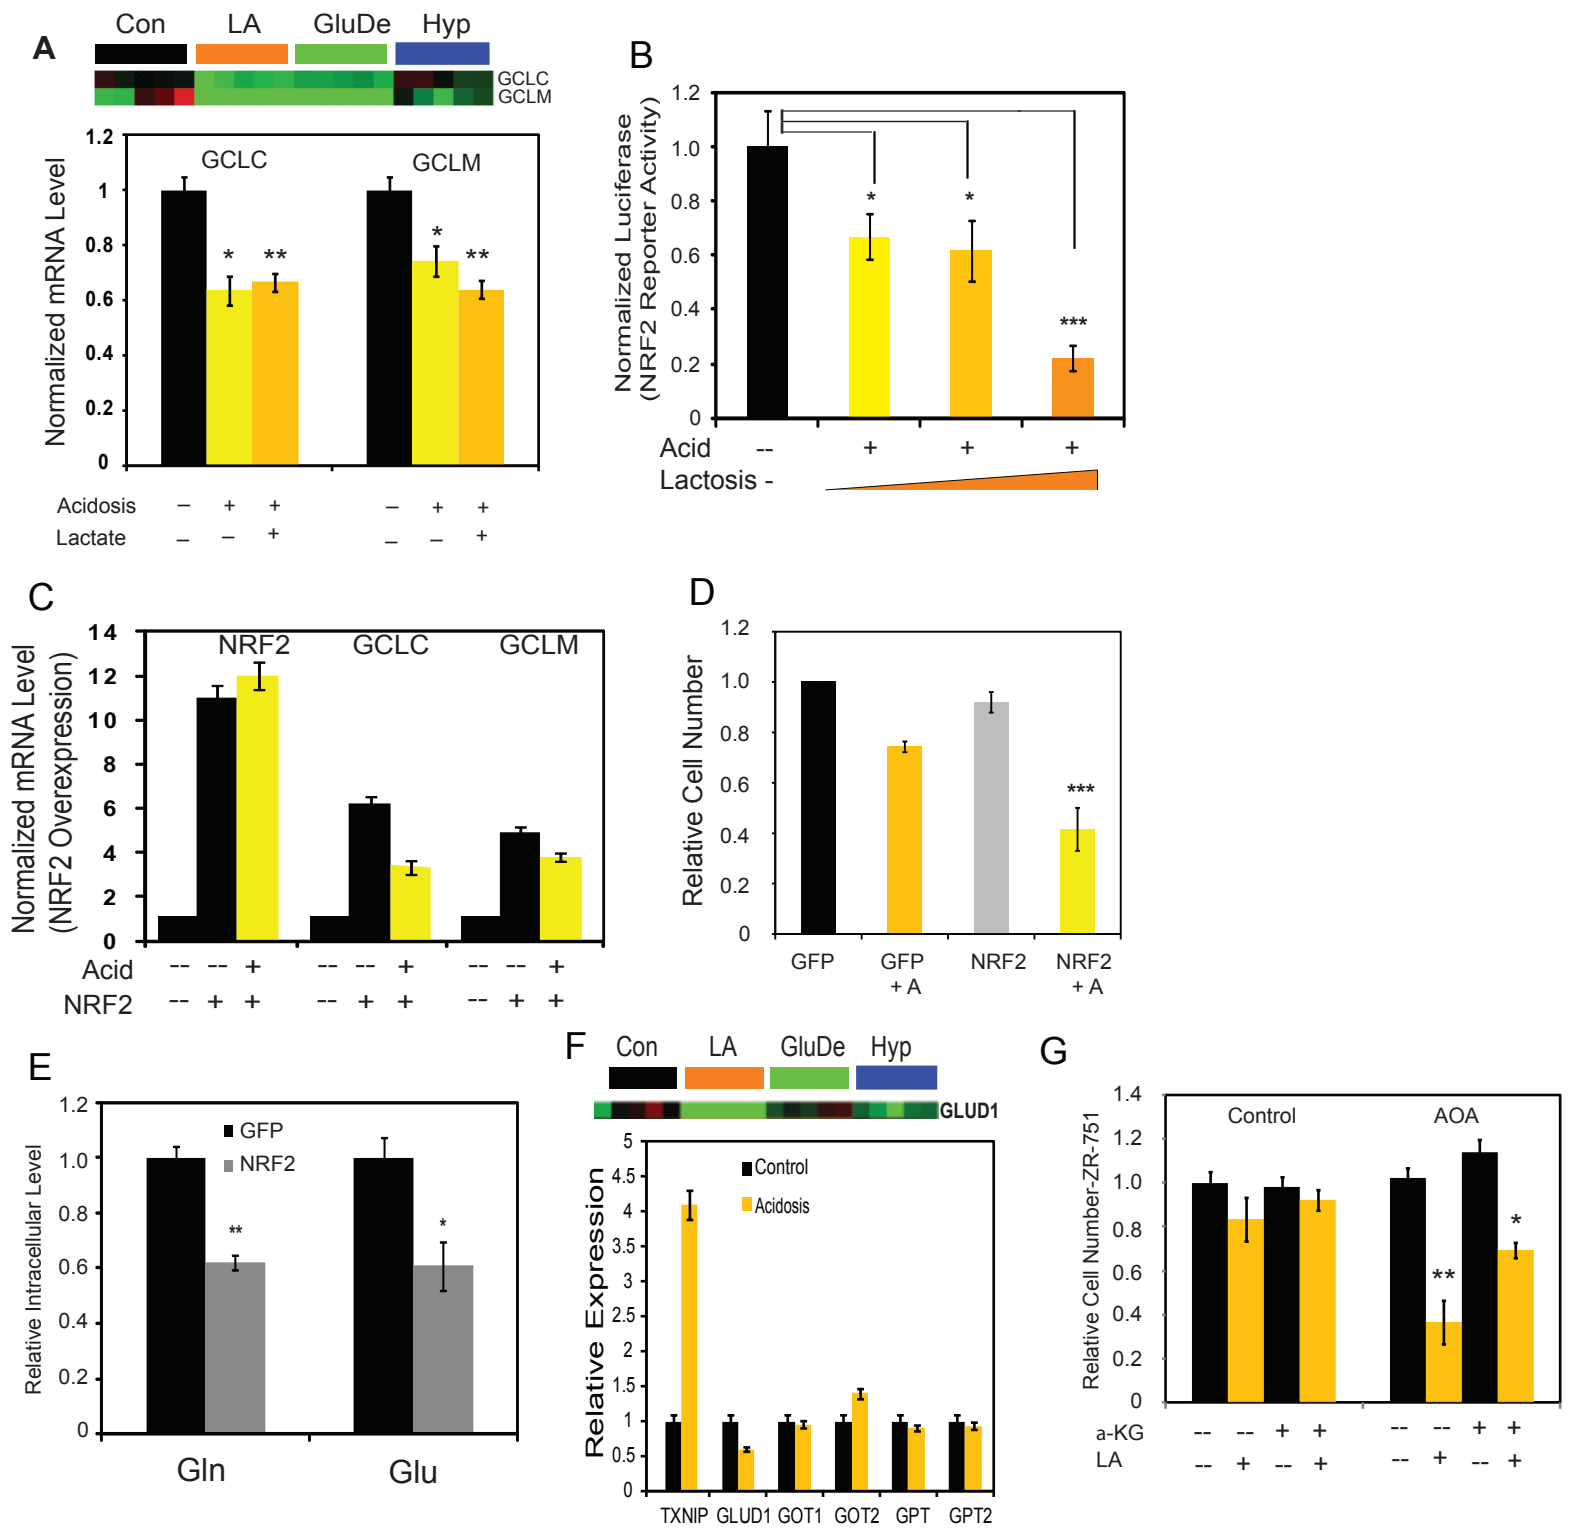 A
Con LA GluDe Hyp
GCLC
GCLM
Normalized mRNA Level
1.2
1
0.8
0.6
0.4
0.2
0
GCLC GCLM
* ** * **
Acidosis – + + – + +
Lactate – – + – – +
B
Normalized Luciferase
(NRF2 Reporter Activity)
1.2
1.0
0.8
0.6
0.4
0.2
0
* * ***
Acid -- + + +
Lactosis -
C
Normalized mRNA Level
(NRF2 Overexpression)
14
12
10
8
6
4
2
0
NRF2 GCLC GCLM
Acid -- -- + -- -- + -- -- +
NRF2 -- + + -- + + -- + +
D
Relative Cell Number
1.2
1.0
0.8
0.6
0.4
0.2
0
***
GFP GFP NRF2 NRF2
+ A + A
E
Relative Intracellular Level
1.2
1.0
0.8
0.6
0.4
0.2
0
GFP
NRF2
** *
Gln Glu
F
Con LA GluDe Hyp
GLUD1
Relative Expression
5
4.5
4
3.5
3
2.5
2
1.5
1
0.5
0
Control
Acidosis
TXNIP GLUD1 GOT1 GOT2 GPT GPT2
G
Relative Cell Number-ZR-751
1.4
1.2
1.0
0.8
0.6
0.4
0.2
0
Control AOA
** *
a-KG -- -- + + -- -- + +
LA -- + -- + -- + -- +